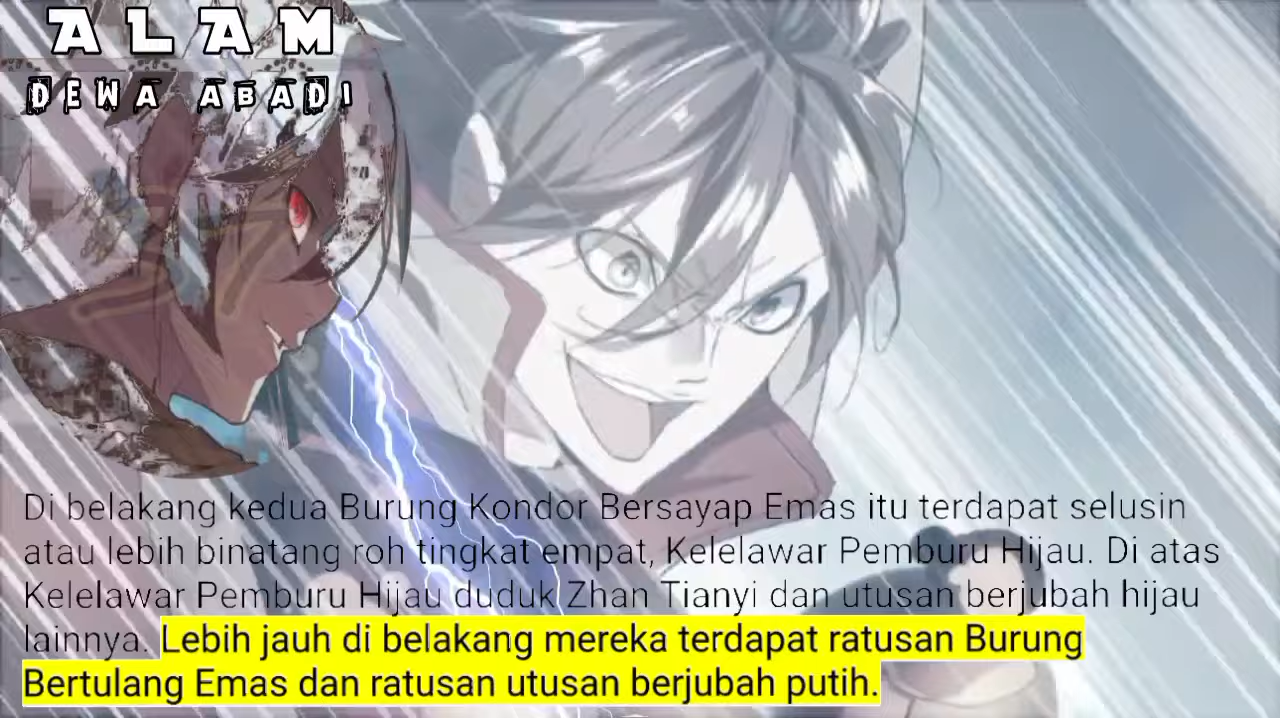 ALAM
DEWA ABADI
Di belakang kedua Burung Kondor Bersayap Emas itu terdapat selusin
atau lebih binatang roh tingkat empat, Kelelawar Pemburu Hijau. Di atas
Kelelawar Pemburu Hijau duduk Zhan Tianyi dan utusan berjubah hijau
lainnya. Lebih jauh di belakang mereka terdapat ratusan Burung
Bertulang Emas dan ratusan utusan berjubah putih.